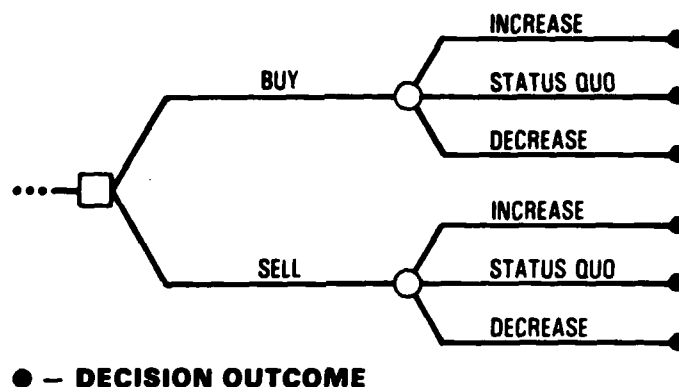 INCREASE
BUY
STATUS QUO
DECREASE
INCREASE
SELL
STATUS QUO
DECREASE
● – DECISION OUTCOME